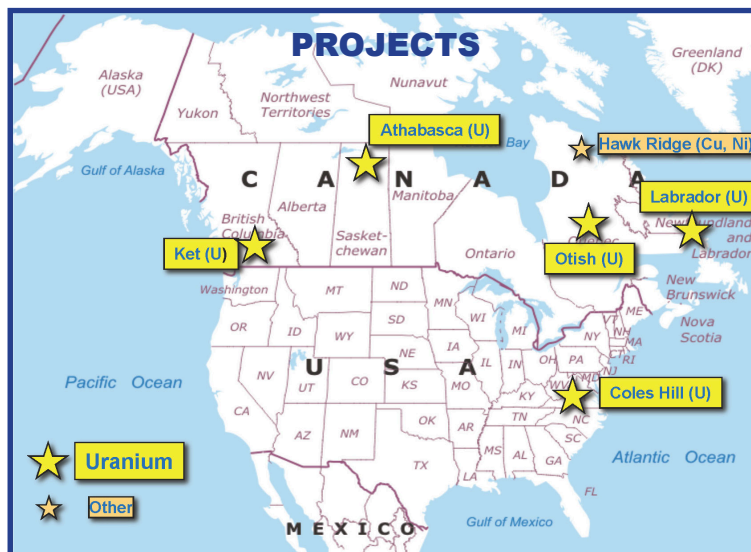 PROJECTS
Greenland
(DK)
Alaska
(USA)
Nunavut
Yukon
Northwest
Territories
Athabasca (U)
Bay
Hawk Ridge (Cu, Ni)
Gulf of Alaska
C A N A D A
Labrador (U)
Alberta
Manitoba
British
Columbia
Newfoundland
and
Labrador
Ket (U)
Sasket-
chewan
Ontario
Quebec
Otish (U)
Washington
MT
ND
MN
New
Brunswick
OR
ID
WY
SD
WI
MI
VT
ME
NH
NY
MA
Nova
Scotia
IA
NE
CT
RI
PA
NJ
OH
IN
IL
U S A
NV
UT
CO
KS
MO
WV
MD
KY
Coles Hill (U)
Pacific Ocean
CA
AZ
NM
OK
AR
TN
NC
SC
MS
AL
GA
Atlantic Ocean
TX
LA
FL
Uranium
Other
Gulf of Mexico
MEXICO